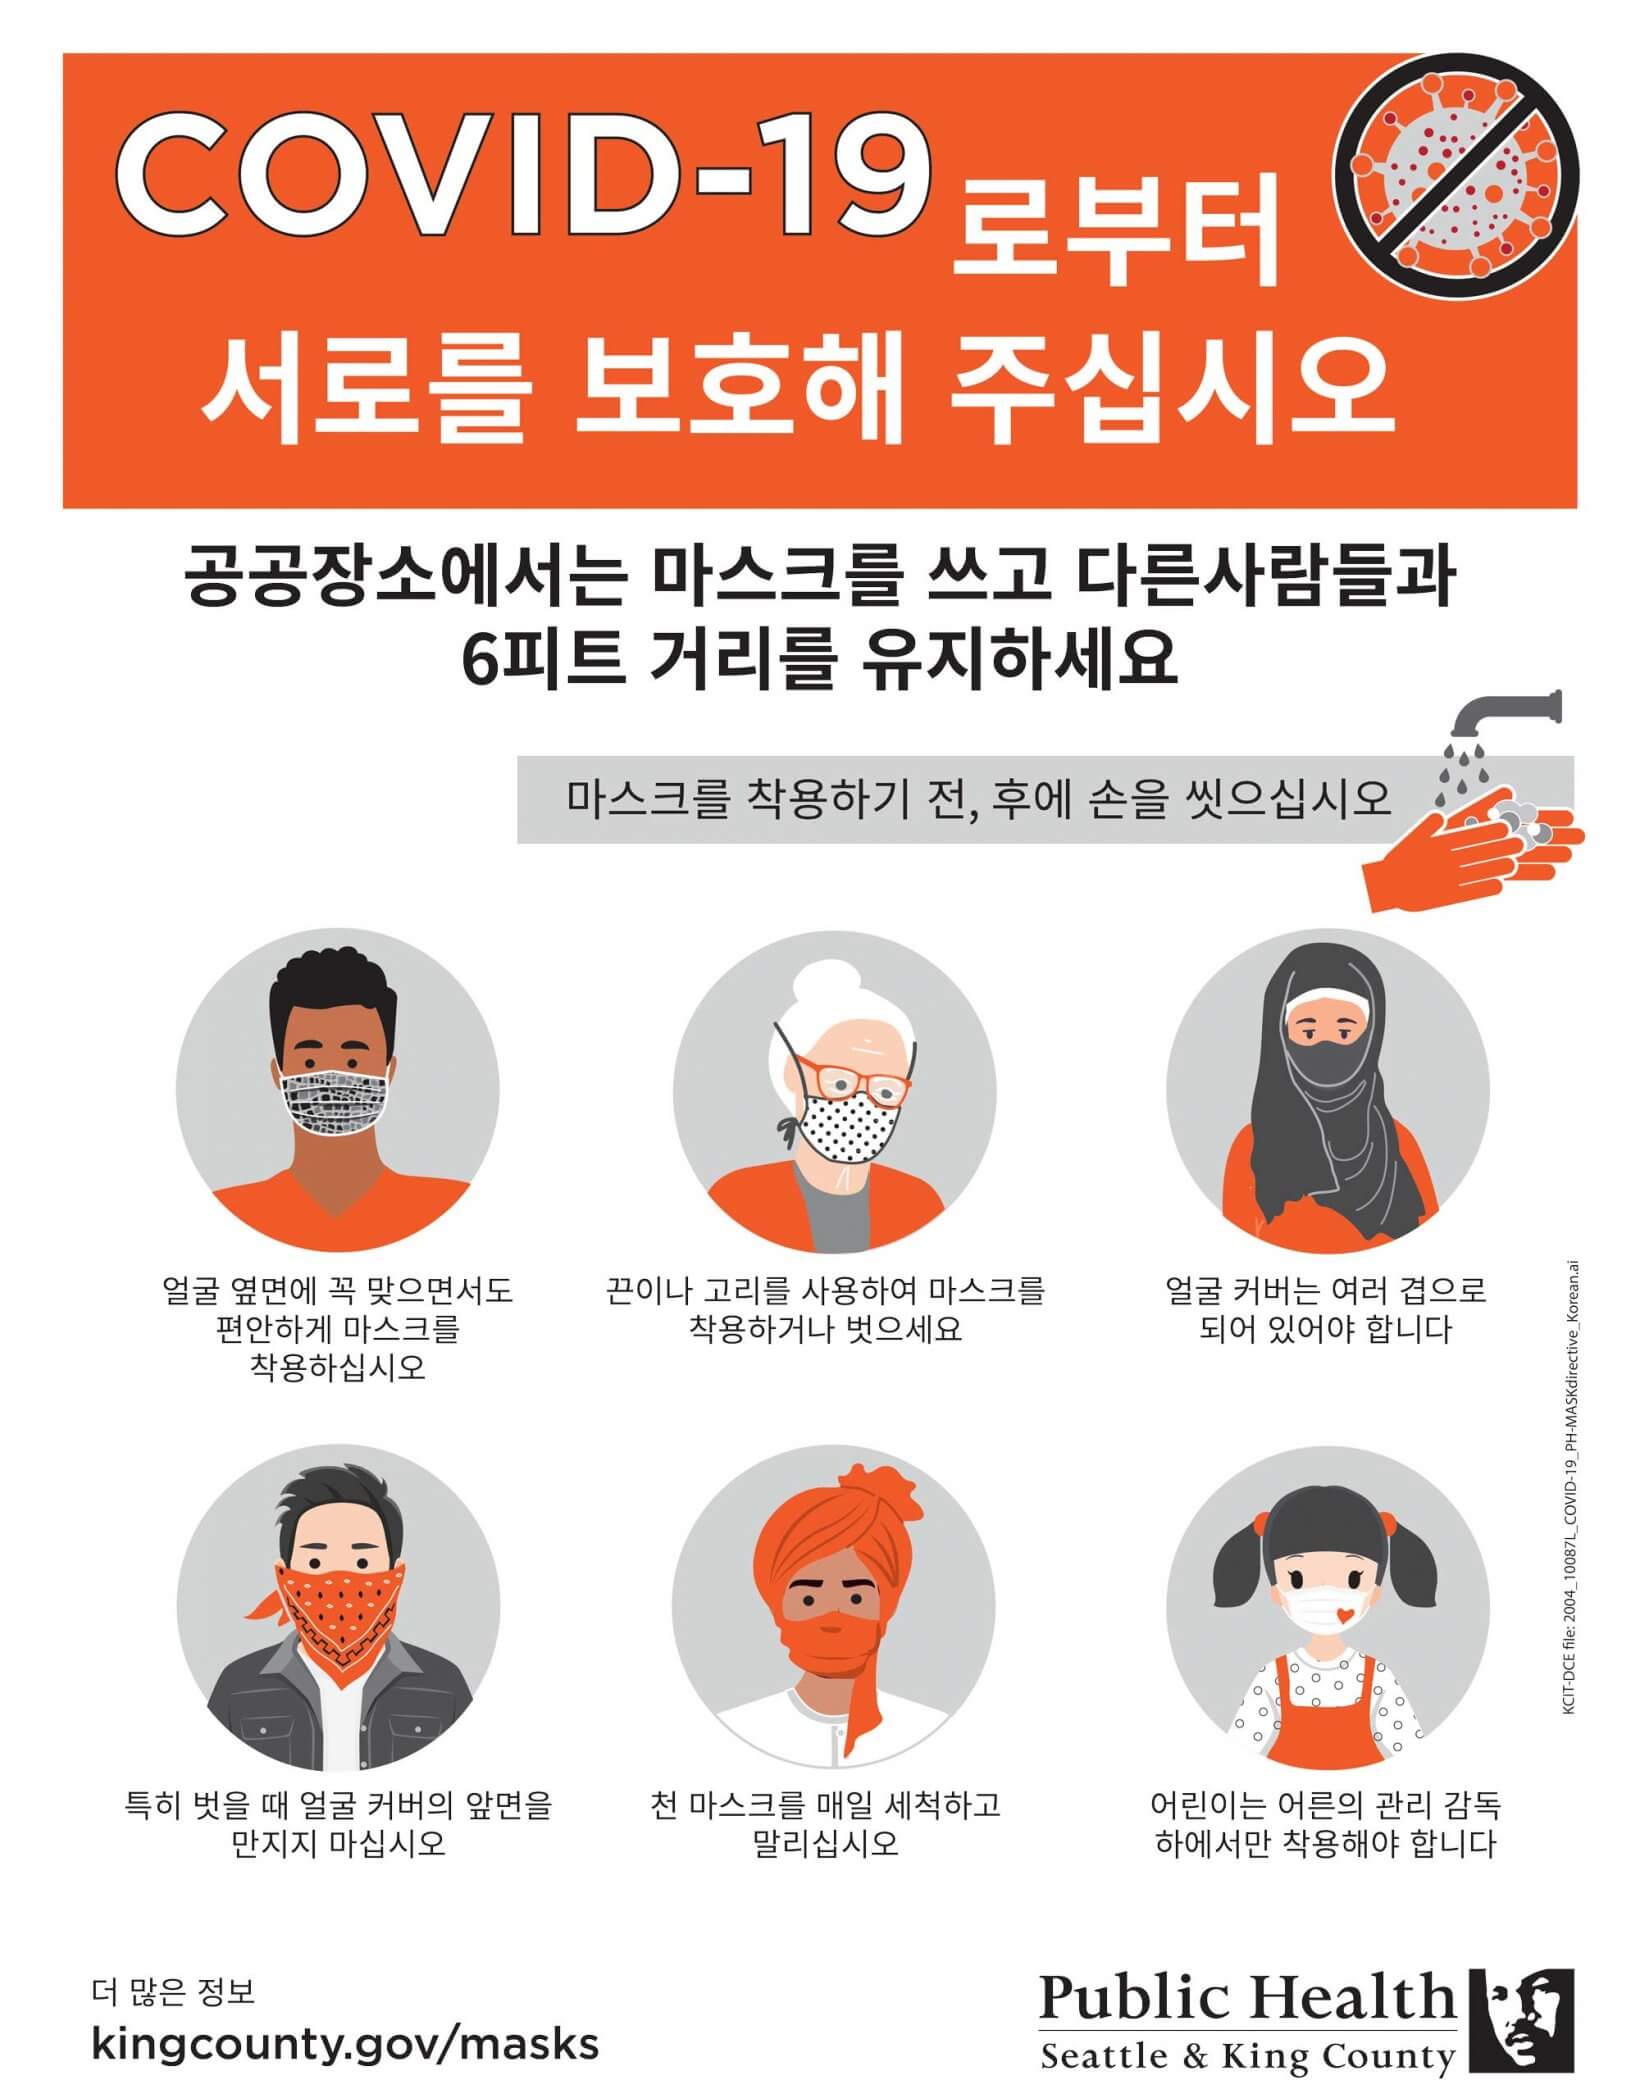 COVID-19로부터
서로를 보호해 주십시오
공공장소에서는 마스크를 쓰고 다른사람들과
6피트 거리를 유지하세요
마스크를 착용하기 전, 후에 손을 씻으십시오
얼굴 옆면에 꼭 맞으면서도
편안하게 마스크를
착용하십시오
끈이나 고리를 사용하여 마스크를
착용하거나 벗으세요
얼굴 커버는 여러 겹으로
되어 있어야 합니다
특히 벗을 때 얼굴 커버의 앞면을
만지지 마십시오
천 마스크를 매일 세척하고
말리십시오
어린이는 어른의 관리 감독
하에서만 착용해야 합니다
KCIT-DCE file: 2004_10087L_COVID-19_PH-MASKdirective_Korean.ai
더 많은 정보
kingcounty.gov/masks
Public Health
Seattle & King County